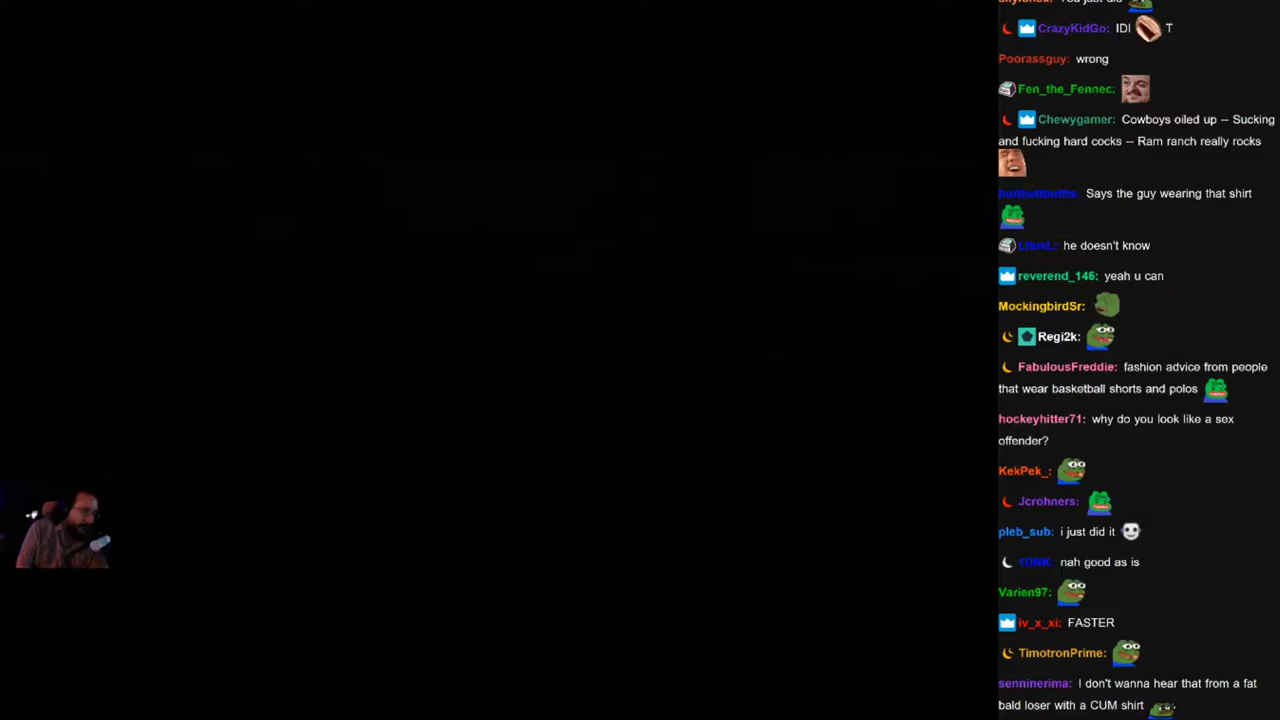 CrazyKidGo: IDI T
Poorassguy: wrong
Fen_the_Fennec:
Chewygamer: Cowboys oiled up -- Sucking
and fucking hard cocks -- Ram ranch really rocks
Says the guy wearing that shirt
he doesn't know
reverend_146: yeah u can
MockingbirdSr:
Regi2k:
FabulousFreddie: fashion advice from people
that wear basketball shorts and polos
hockeyhitter71: why do you look like a sex
offender?
KekPek_:
Jcrohners:
pleb_sub: i just did it
1DNK: nah good as is
Varien97:
iv_x_xi: FASTER
TimotronPrime:
senninerima: I don't wanna hear that from a fat
bald loser with a CUM shirt